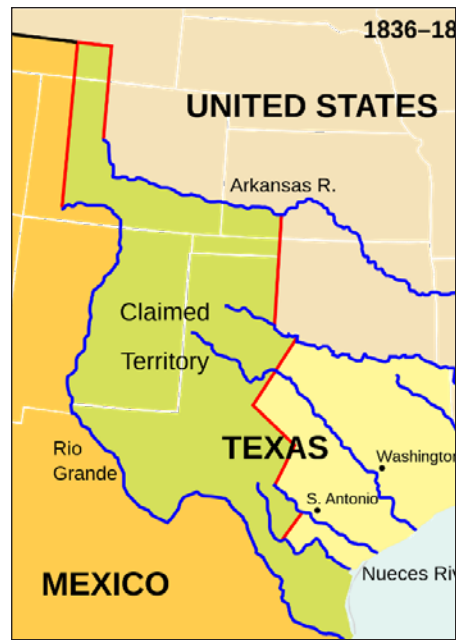 1836–18
UNITED STATES
Arkansas R.
Claimed
Territory
TEXAS
Rio
Grande
Washington
S. Antonio
Nueces Riv
MEXICO